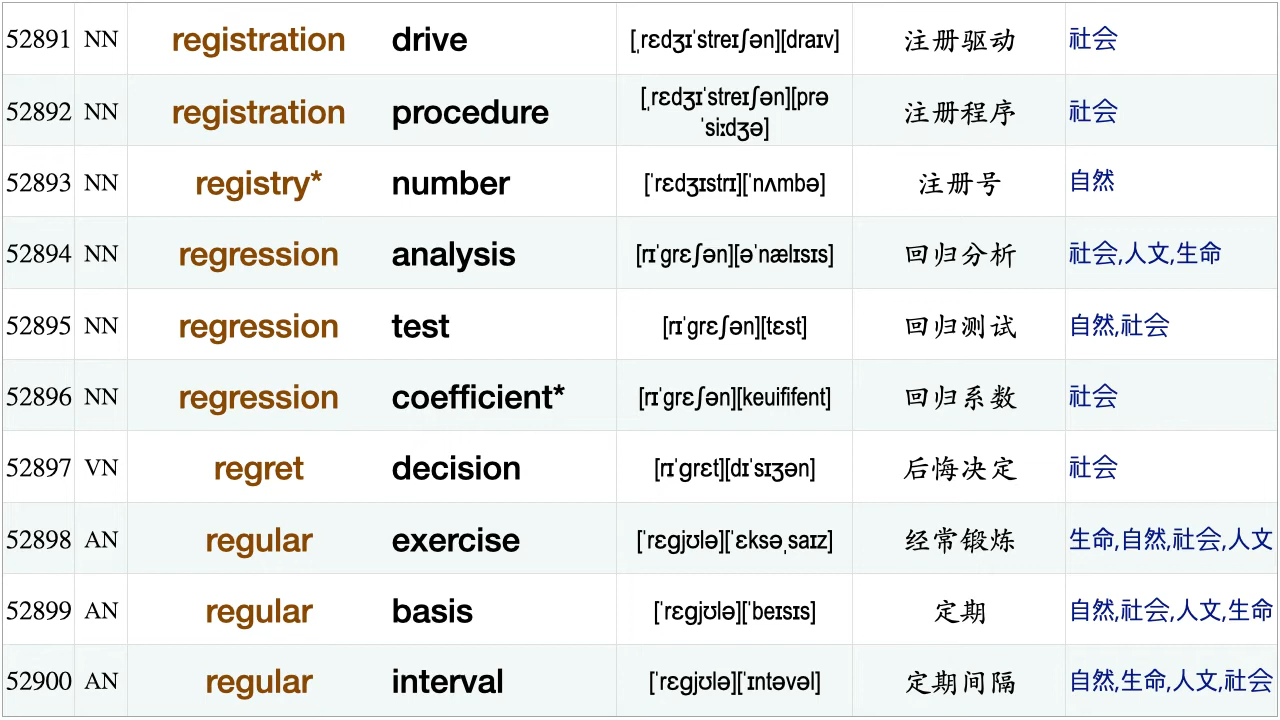 52891 NN registration drive [ˌrɛdʒɪˈstreɪʃən][draɪv] 注册驱动 社会
52892 NN registration procedure [ˌrɛdʒɪˈstreɪʃən][prə
ˈsiːdʒə] 注册程序 社会
52893 NN registry* number [ˈrɛdʒɪstrɪ][ˈnʌmbə] 注册号 自然
52894 NN regression analysis [rɪˈgrɛʃən][əˈnælɪsɪs] 回归分析 社会,人文,生命
52895 NN regression test [rɪˈgrɛʃən][tɛst] 回归测试 自然,社会
52896 NN regression coefficient* [rɪˈgrɛʃən][keuififent] 回归系数 社会
52897 VN regret decision [rɪˈgrɛt][dɪˈsɪʒən] 后悔决定 社会
52898 AN regular exercise [ˈrɛgjʊlə][ˈɛksəˌsaɪz] 经常锻炼 生命,自然,社会,人文
52899 AN regular basis [ˈrɛgjʊlə][ˈbeɪsɪs] 定期 自然,社会,人文,生命
52900 AN regular interval [ˈrɛgjʊlə][ˈɪntəvəl] 定期间隔 自然,生命,人文,社会